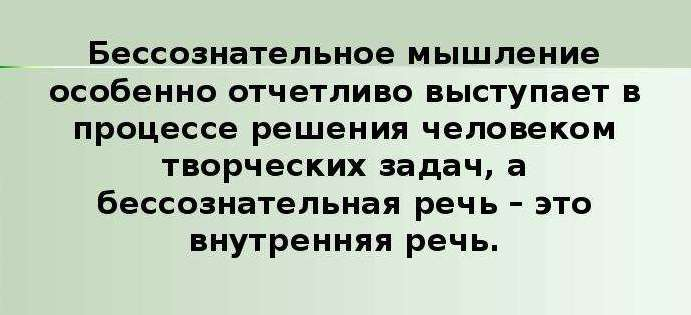 Бессознательное мышление
особенно отчетливо выступает в
процессе решения человеком
творческих задач, а
бессознательная речь – это
внутренняя речь.